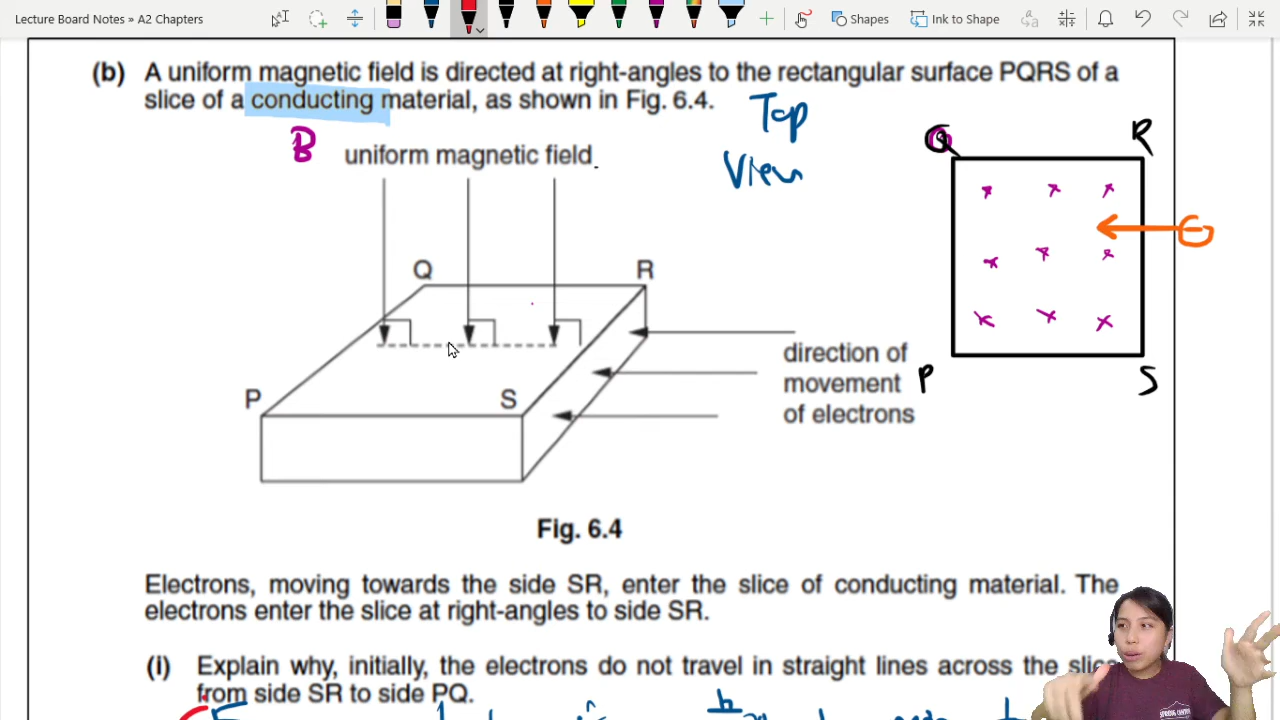 Lecture Board Notes » A2 Chapters
Shapes
Ink to Shape
(b) A uniform magnetic field is directed at right-angles to the rectangular surface PQRS of a
slice of a conducting material, as shown in Fig. 6.4.
Top
View
B
uniform magnetic field
Q
R
Q
R
P
S
direction of
movement
of electrons
P
S
Fig. 6.4
Electrons, moving towards the side SR, enter the slice of conducting material. The
electrons enter the slice at right-angles to side SR.
(i) Explain why, initially, the electrons do not travel in straight lines across the slice
from side SR to side PQ.